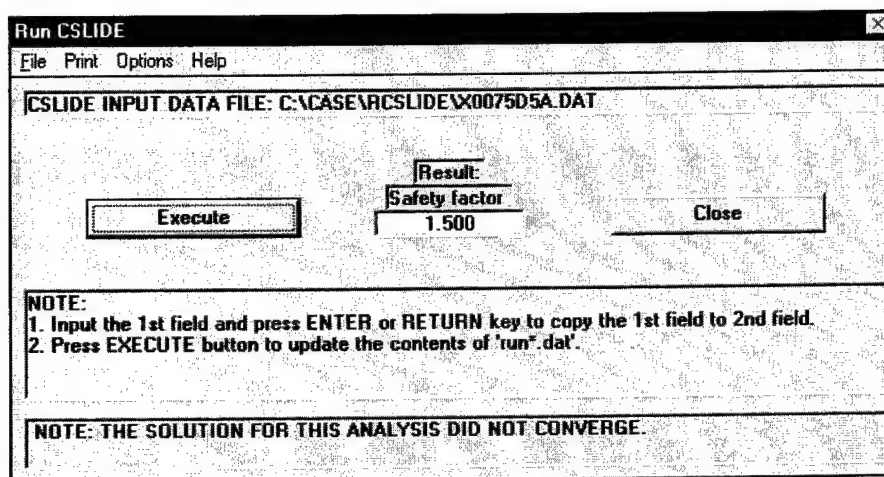 Run CSLIDE
File Print Options Help
CSLIDE INPUT DATA FILE: C:\CASE\RCSLIDE\X0075D5A.DAT
Result:
Safety factor
Execute
1.500
Close
NOTE:
1. Input the 1st field and press ENTER or RETURN key to copy the 1st field to 2nd field.
2. Press EXECUTE button to update the contents of 'run*.dat'.
NOTE: THE SOLUTION FOR THIS ANALYSIS DID NOT CONVERGE.